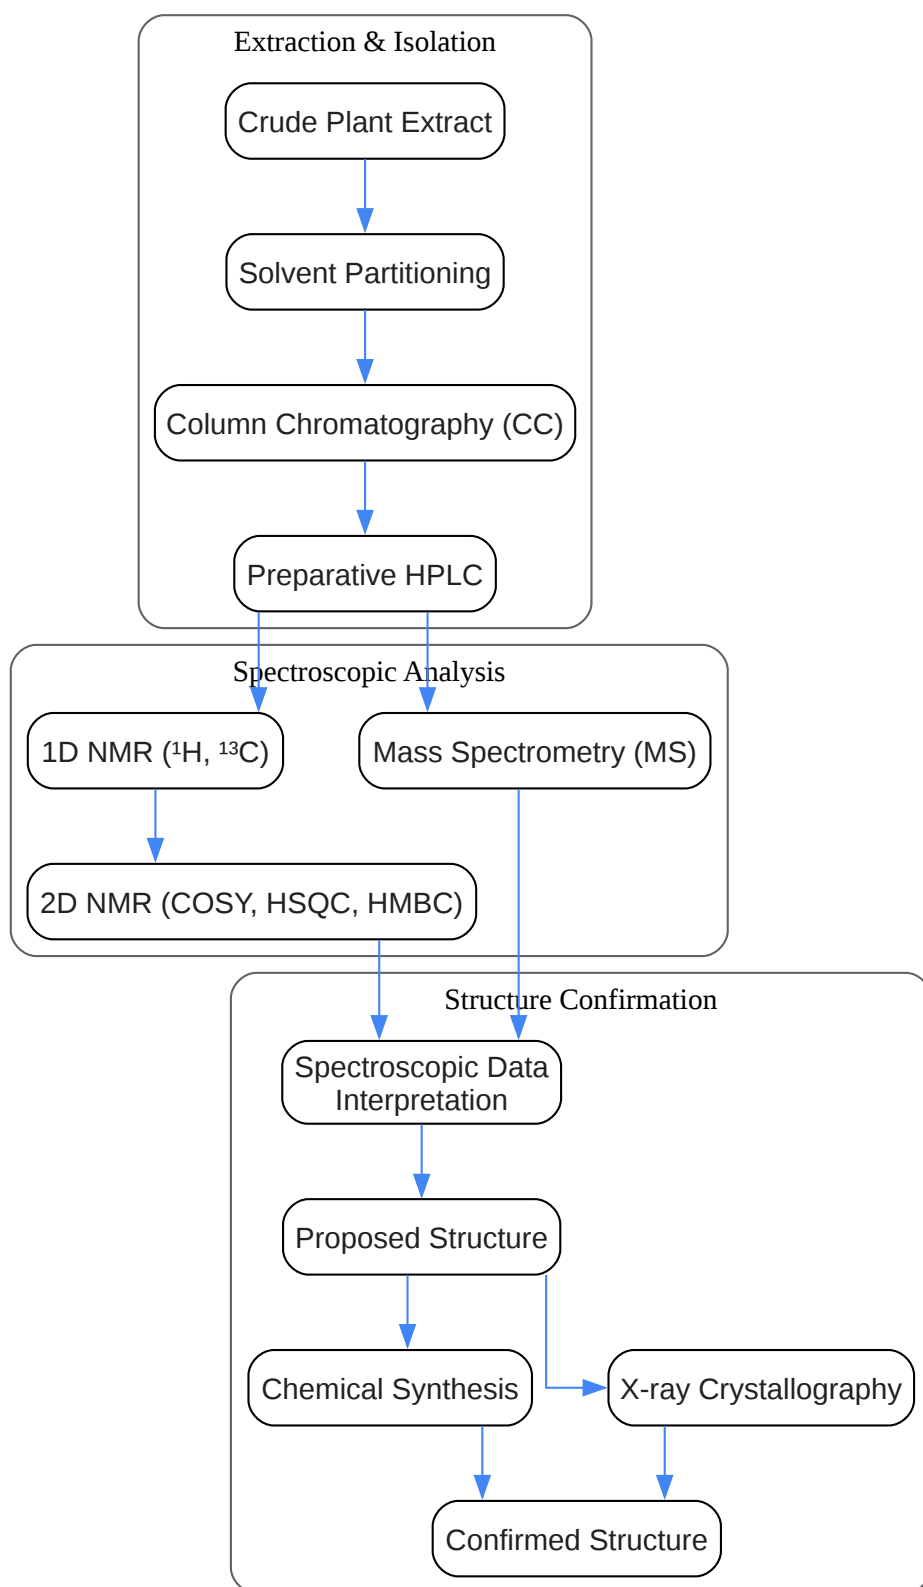 Extraction & Isolation
Crude Plant Extract
Solvent Partitioning
Column Chromatography (CC)
Preparative HPLC
Spectroscopic Analysis
1D NMR (¹H, ¹³C)
Mass Spectrometry (MS)
2D NMR (COSY, HSQC, HMBC)
Structure Confirmation
Spectroscopic Data
Interpretation
Proposed Structure
Chemical Synthesis
X-ray Crystallography
Confirmed Structure